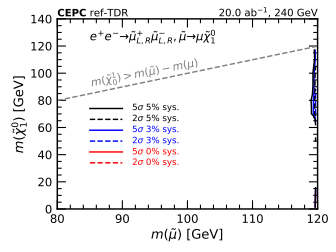 CEPC ref-TDR 20.0 ab⁻¹, 240 GeV
e⁺e⁻→μ̃⁺_{L,R}μ̃⁻_{L,R}, μ̃→μχ̃⁰₁
m(χ̃⁰₁) > m(μ̃) − m(μ)
5σ 5% sys.
2σ 5% sys.
5σ 3% sys.
2σ 3% sys.
5σ 0% sys.
2σ 0% sys.
m(χ̃⁰₁) [GeV]
140
120
100
80
60
40
20
0
80 90 100 110 120
m(μ̃) [GeV]